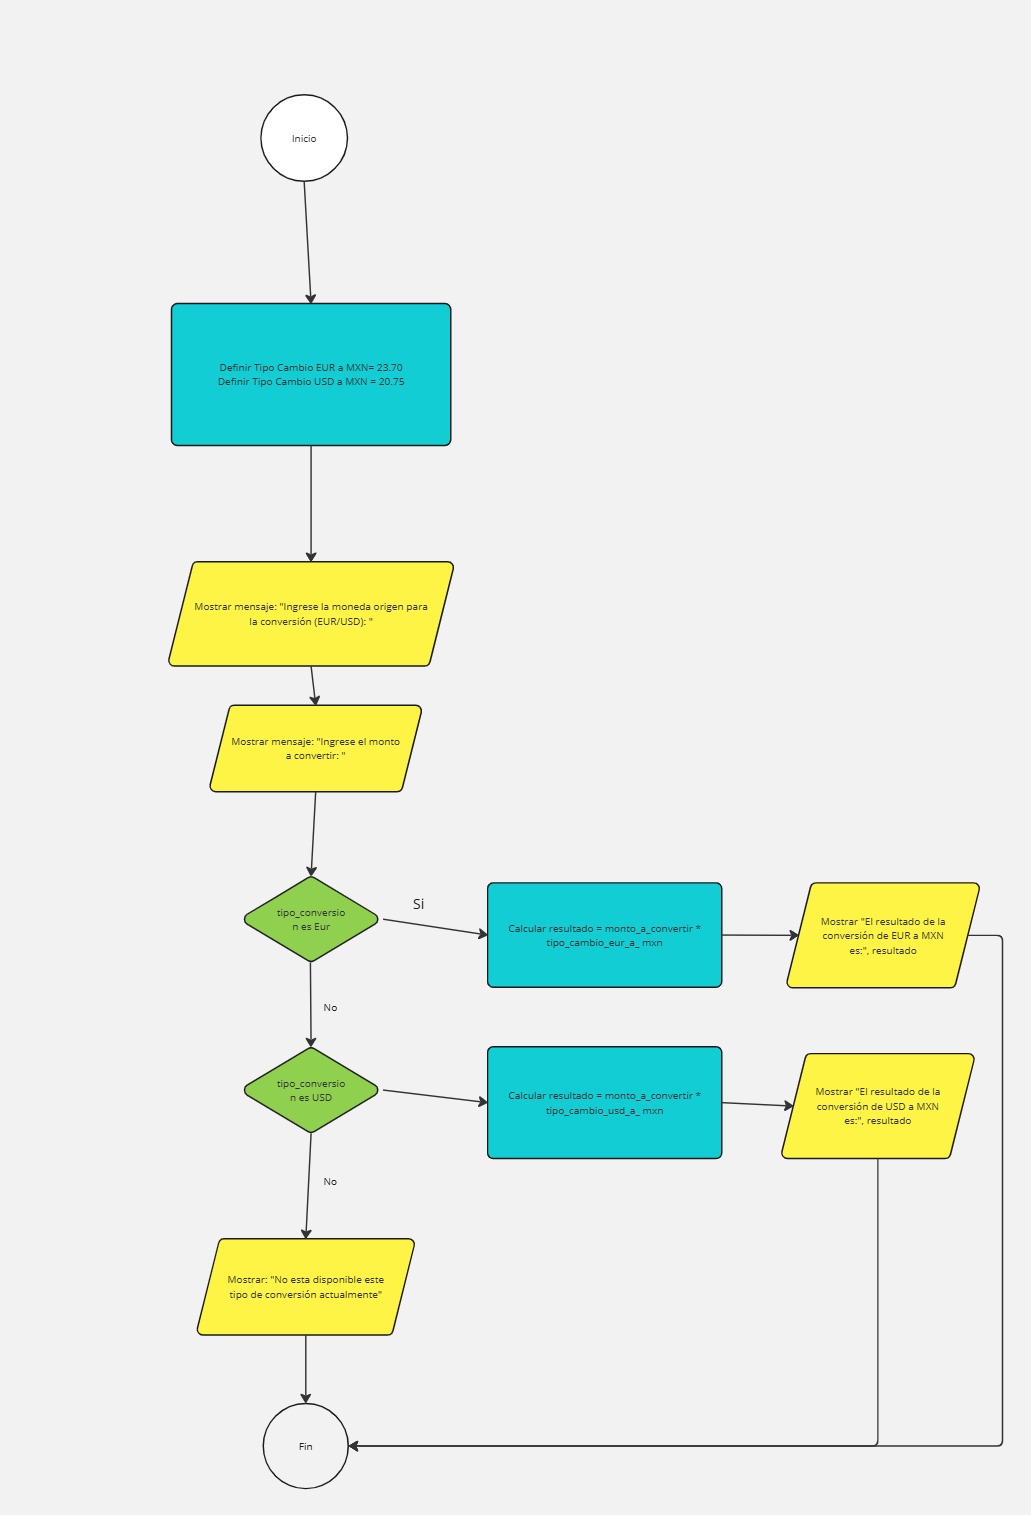 Inicio
Definir Tipo Cambio EUR a MXN= 23.70
Definir Tipo Cambio USD a MXN = 20.75
Mostrar mensaje: "Ingrese la moneda origen para
la conversión (EUR/USD): "
Mostrar mensaje: "Ingrese el monto
a convertir: "
tipo_conversio
n es Eur
Si
Calcular resultado = monto_a_convertir *
tipo_cambio_eur_a_ mxn
Mostrar "El resultado de la
conversión de EUR a MXN
es:", resultado
No
tipo_conversio
n es USD
Calcular resultado = monto_a_convertir *
tipo_cambio_usd_a_ mxn
Mostrar "El resultado de la
conversión de USD a MXN
es:", resultado
No
Mostrar: "No esta disponible este
tipo de conversión actualmente"
Fin